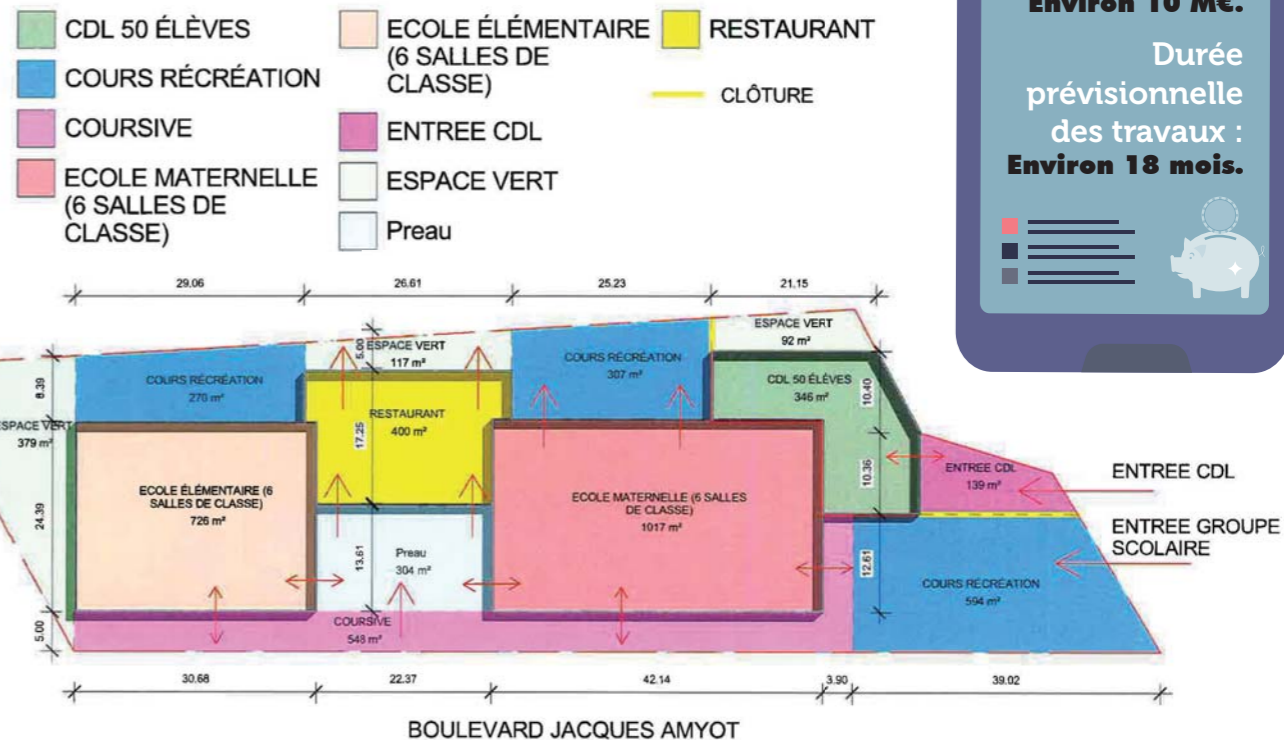 CDL 50 ÉLÈVES
COURS RÉCRÉATION
COURSIVE
ECOLE MATERNELLE
(6 SALLES DE
CLASSE)
ECOLE ÉLÉMENTAIRE
(6 SALLES DE
CLASSE)
ENTREE CDL
ESPACE VERT
Preau
RESTAURANT
CLÔTURE
Environ 10 M€.
Durée
prévisionnelle
des travaux :
Environ 18 mois.
29.06
26.61
25.23
21.15
ESPACE VERT
92 m²
5.00
ESPACE VERT
117 m²
COURS RÉCRÉATION
307 m²
8.39
COURS RÉCRÉATION
270 m²
CDL 50 ÉLÈVES
346 m²
10.40
ESPACE VERT
379 m²
RESTAURANT
400 m²
17.25
ENTREE CDL
139 m²
10.36
ENTREE CDL
ECOLE ÉLÉMENTAIRE (6
SALLES DE CLASSE)
726 m²
ECOLE MATERNELLE (6 SALLES
DE CLASSE)
1017 m²
24.39
ENTREE GROUPE
SCOLAIRE
Preau
304 m²
13.61
12.61
COURS RÉCRÉATION
594 m²
5.00
COURSIVE
548 m²
30.68
22.37
42.14
3.90
39.02
BOULEVARD JACQUES AMYOT